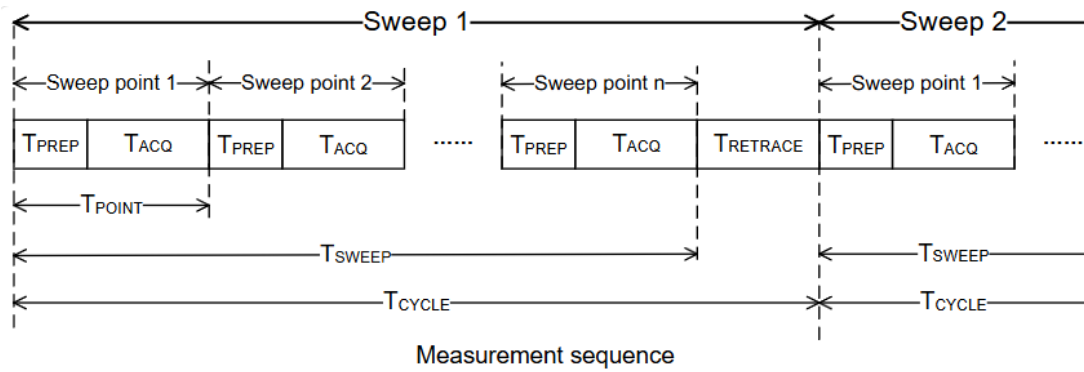 Sweep 1 Sweep 2
Sweep point 1 Sweep point 2 Sweep point n Sweep point 1
TPREP TACQ TPREP TACQ ...... TPREP TACQ TRETRACE TPREP TACQ ......
TPOINT
TSWEEP TSWEEP
TCYCLE TCYCLE
Measurement sequence